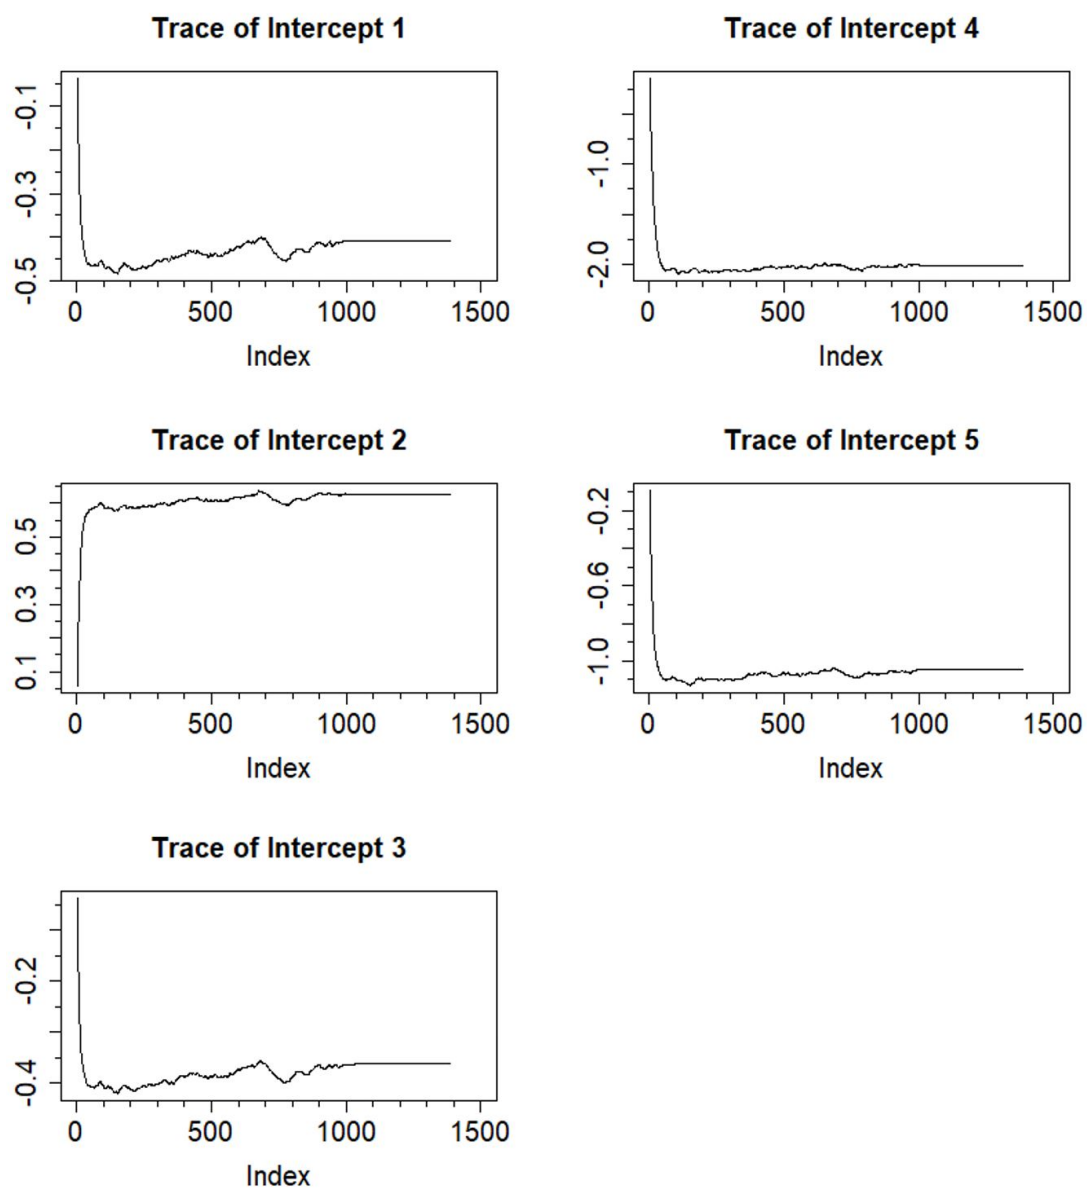 Trace of Intercept 1
-0.1
-0.3
-0.5
0 500 1000 1500
Index
Trace of Intercept 4
-1.0
-2.0
0 500 1000 1500
Index
Trace of Intercept 2
0.5
0.3
0.1
0 500 1000 1500
Index
Trace of Intercept 5
-0.2
-0.6
-1.0
0 500 1000 1500
Index
Trace of Intercept 3
-0.2
-0.4
0 500 1000 1500
Index